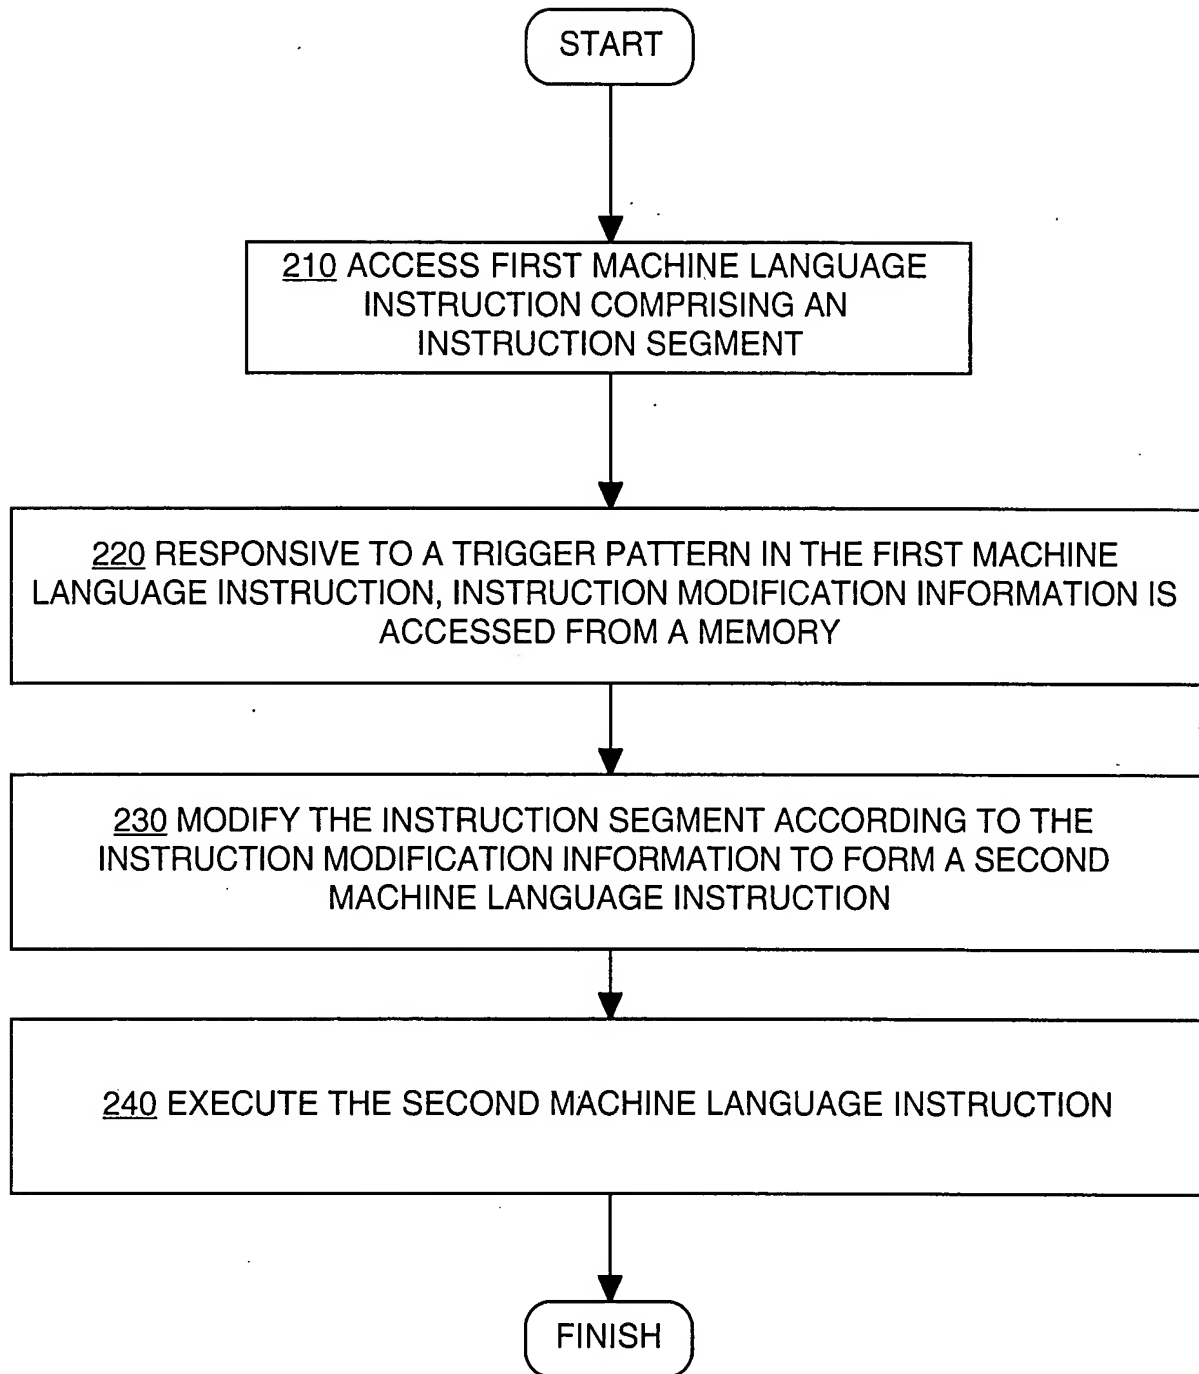 START
210 ACCESS FIRST MACHINE LANGUAGE
INSTRUCTION COMPRISING AN
INSTRUCTION SEGMENT
220 RESPONSIVE TO A TRIGGER PATTERN IN THE FIRST MACHINE
LANGUAGE INSTRUCTION, INSTRUCTION MODIFICATION INFORMATION IS
ACCESSED FROM A MEMORY
230 MODIFY THE INSTRUCTION SEGMENT ACCORDING TO THE
INSTRUCTION MODIFICATION INFORMATION TO FORM A SECOND
MACHINE LANGUAGE INSTRUCTION
240 EXECUTE THE SECOND MACHINE LANGUAGE INSTRUCTION
FINISH